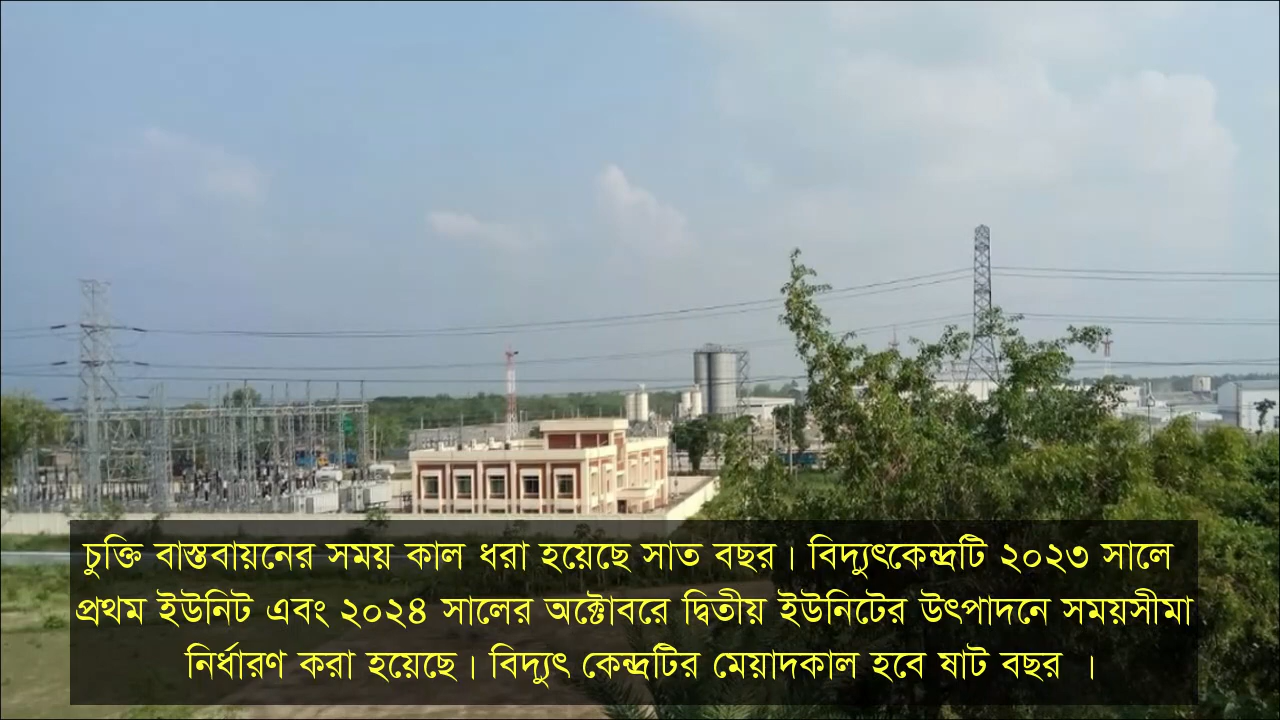 চুক্তি বাস্তবায়নের সময় কাল ধরা হয়েছে সাত বছর। বিদ্যুৎকেন্দ্রটি ২০২৩ সালে
প্রথম ইউনিট এবং ২০২৪ সালের অক্টোবরে দ্বিতীয় ইউনিটের উৎপাদনে সময়সীমা
নির্ধারণ করা হয়েছে। বিদ্যুৎ কেন্দ্রটির মেয়াদকাল হবে ষাট বছর ।